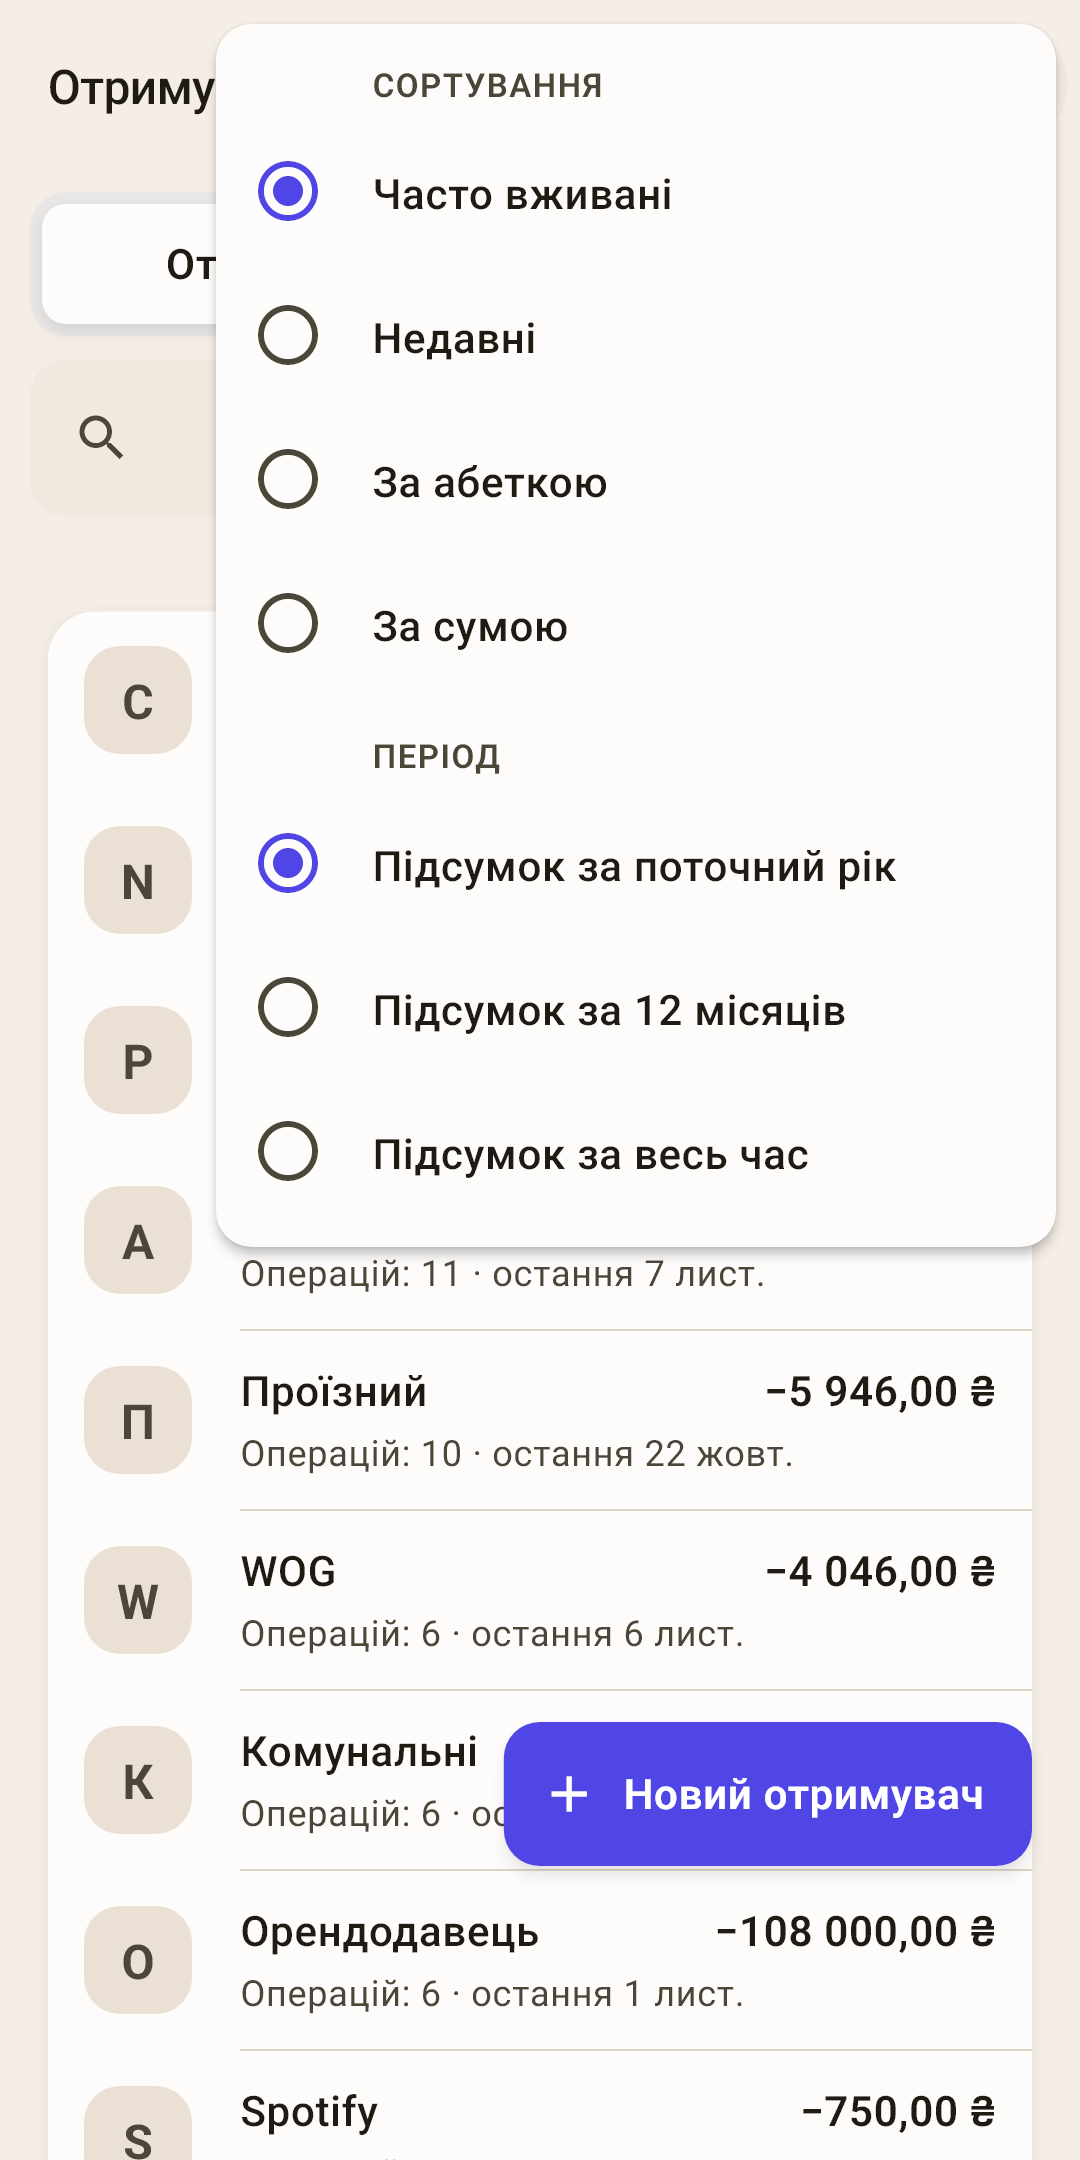 СОРТУВАННЯ
Часто вживані
Недавні
За абеткою
За сумою
ПЕРІОД
Підсумок за поточний рік
Підсумок за 12 місяців
Підсумок за весь час
C
N
P
A
Операцій: 11 · остання 7 лист.
П
Проїзний
−5 946,00 ₴
Операцій: 10 · остання 22 жовт.
W
WOG
−4 046,00 ₴
Операцій: 6 · остання 6 лист.
К
Комунальні
Операцій: 6
Новий отримувач
О
Орендодавець
−108 000,00 ₴
Операцій: 6 · остання 1 лист.
S
Spotify
−750,00 ₴